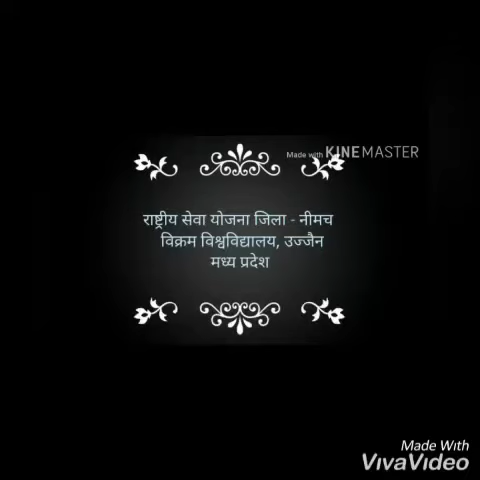 Made with KINEMASTER
राष्ट्रीय सेवा योजना जिला - नीमच
विक्रम विश्वविद्यालय, उज्जैन
मध्य प्रदेश
Made With
VIVAVIDEO